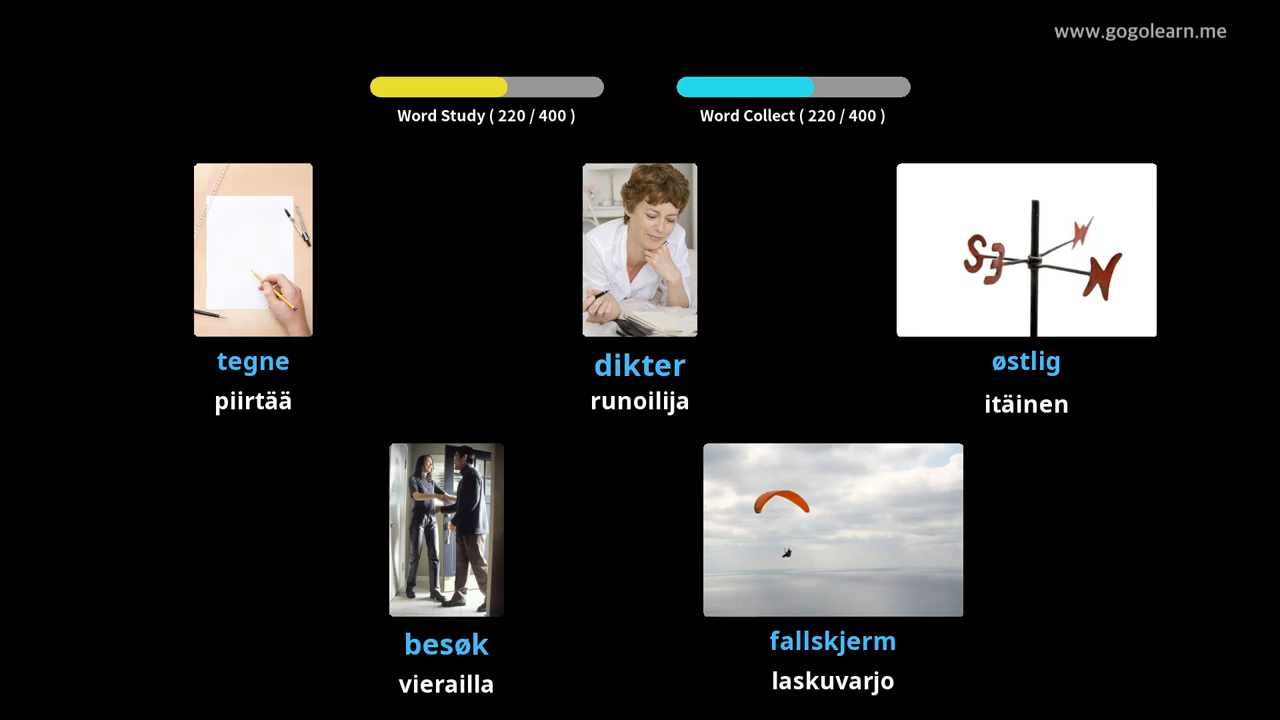 www.gogolearn.me
Word Study ( 220 / 400 )
Word Collect ( 220 / 400 )
tegne
piirtää
dikter
runoilija
østlig
itäinen
besøk
vierailla
fallskjerm
laskuvarjo